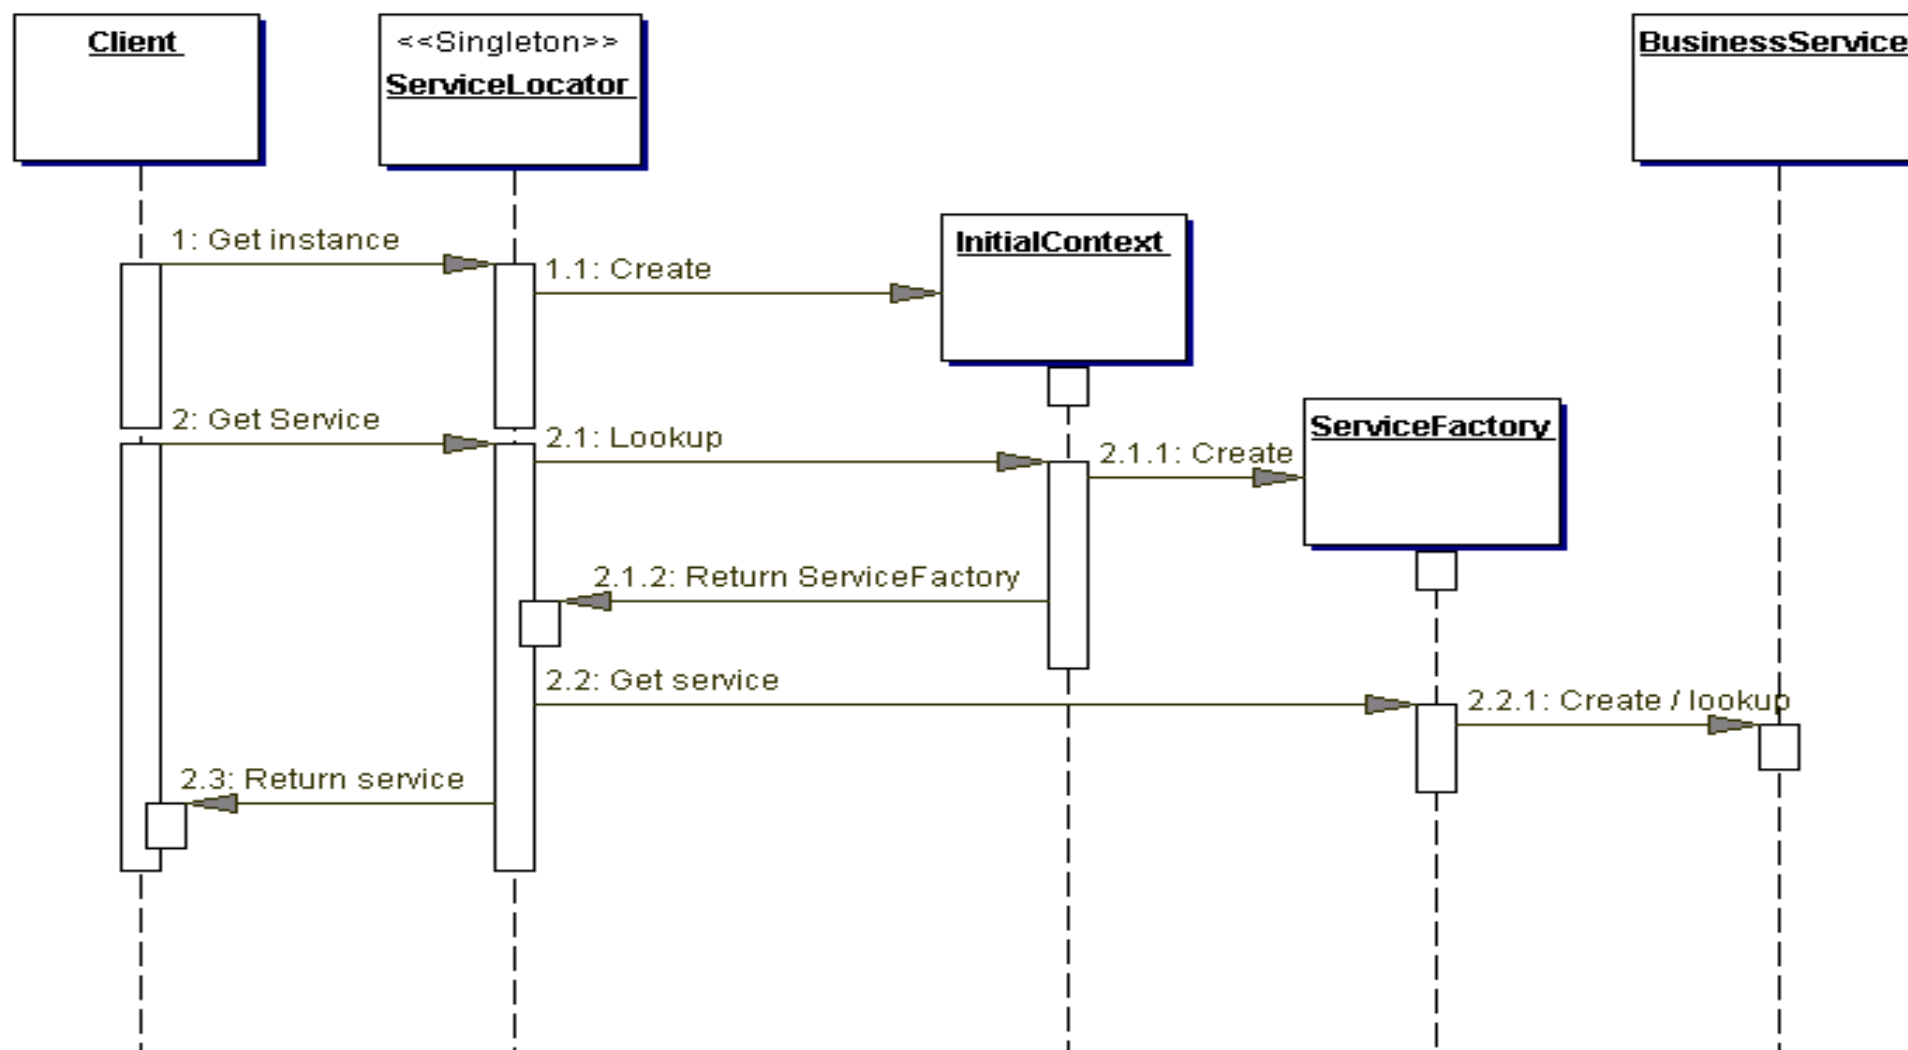 Client
<<Singleton>>
ServiceLocator
BusinessService
1: Get instance
InitialContext
1.1: Create
2: Get Service
2.1: Lookup
ServiceFactory
2.1.1: Create
2.1.2: Return ServiceFactory
2.2: Get service
2.2.1: Create / lookup
2.3: Return service